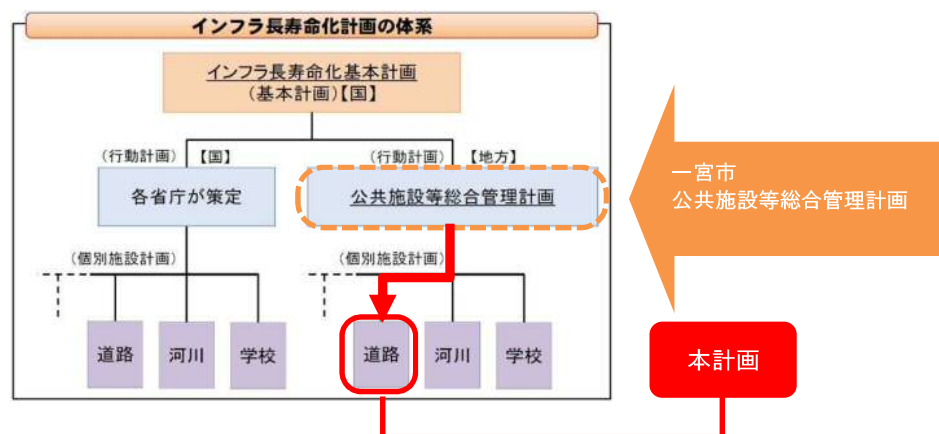 インフラ長寿命化計画の体系
インフラ長寿命化基本計画
(基本計画)【国】
(行動計画) 【国】
(行動計画) 【地方】
各省庁が策定
公共施設等総合管理計画
一宮市
公共施設等総合管理計画
(個別施設計画)
(個別施設計画)
道路
河川
学校
道路
河川
学校
本計画